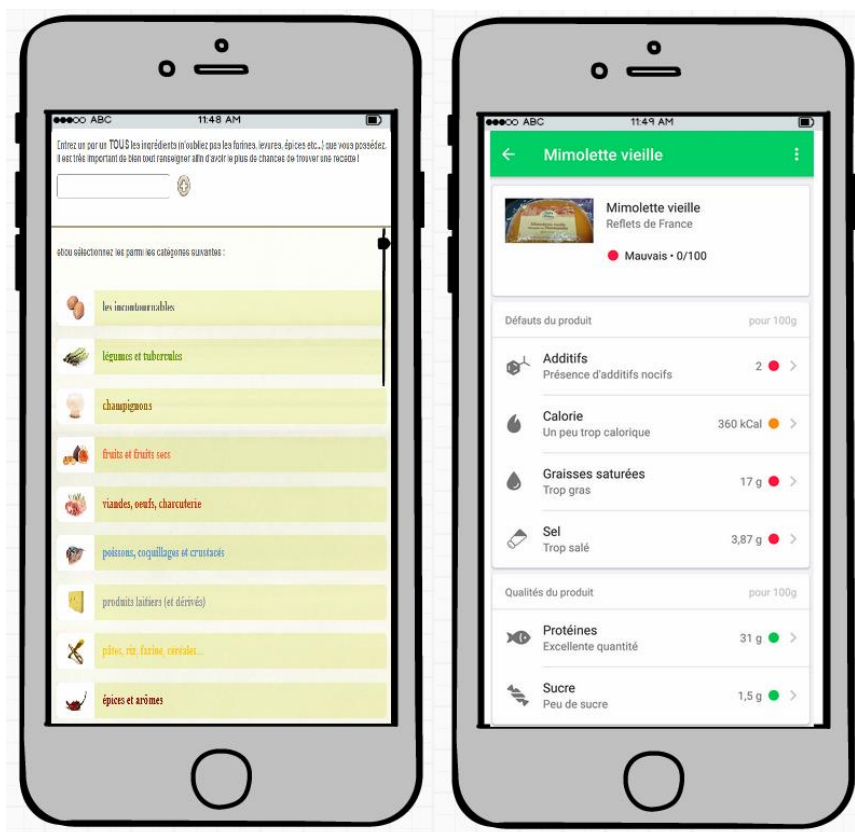 ABC 11:48 AM
Entrez un par un TOUS les ingrédients (n'oubliez pas les farines, levures, épices etc...) que vous possédez.
Il est très important de bien tout renseigner afin d'avoir le plus de chances de trouver une recette !
et/ou sélectionnez les parmi les catégories suivantes :
les incontournables
légumes et tubercules
champignons
fruits et fruits secs
viandes, oeufs, charcuterie
poissons, coquillages et crustacés
produits laitiers (et dérivés)
pâtes, riz, farine, céréales...
épices et arômes
ABC 11:49 AM
Mimolette vieille
Mimolette vieille
Reflets de France
Mauvais • 0/100
Défauts du produit pour 100g
Additifs
Présence d'additifs nocifs
2
Calorie
Un peu trop calorique
360 kCal
Graisses saturées
Trop gras
17 g
Sel
Trop salé
3,87 g
Qualités du produit pour 100g
Protéines
Excellente quantité
31 g
Sucre
Peu de sucre
1,5 g